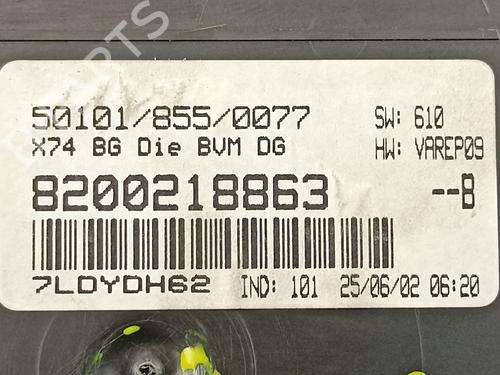 50101/855/0077 SW: 610
X74 BG Die BVM DG HW: VAREP09
8200218863 --B
7LDYDH62 IND: 101 25/06/02 06:20